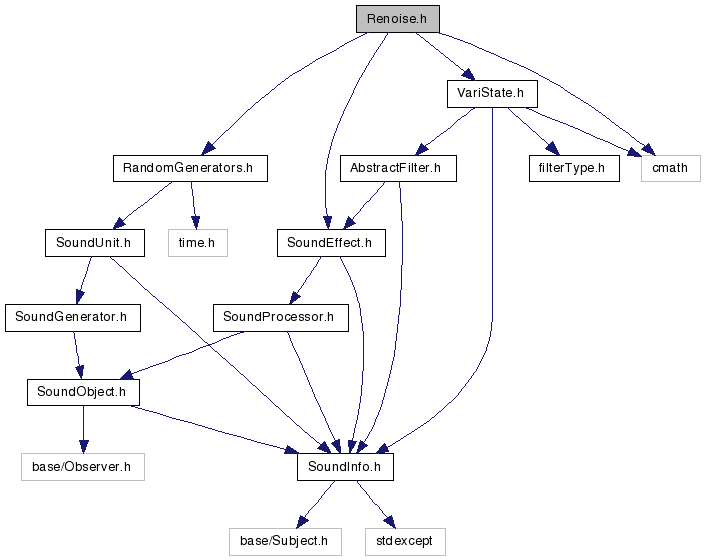 Renoise.h
VariState.h
RandomGenerators.h
AbstractFilter.h
filterType.h
cmath
SoundUnit.h
time.h
SoundEffect.h
SoundGenerator.h
SoundProcessor.h
SoundObject.h
base/Observer.h
SoundInfo.h
base/Subject.h
stdexcept